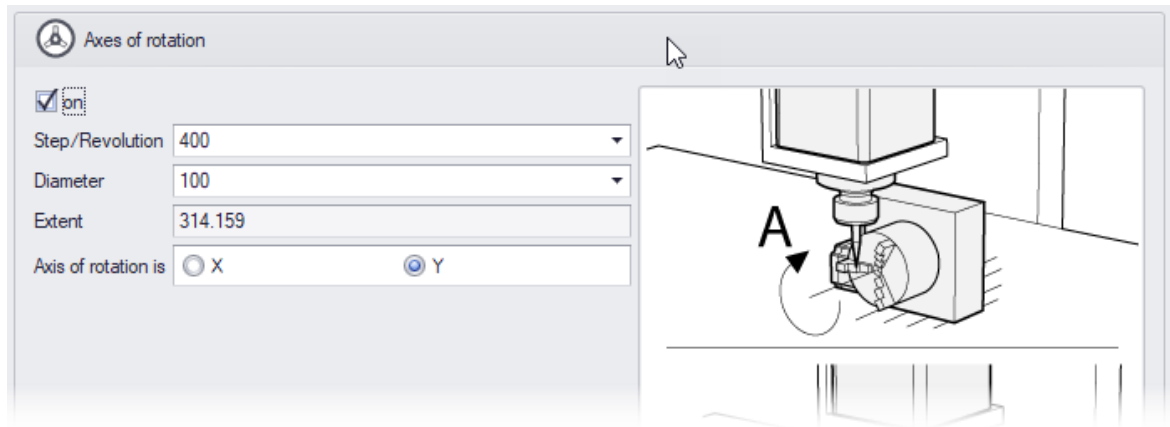 Axes of rotation
on
Step/Revolution 400
Diameter 100
Extent 314.159
Axis of rotation is X Y
A